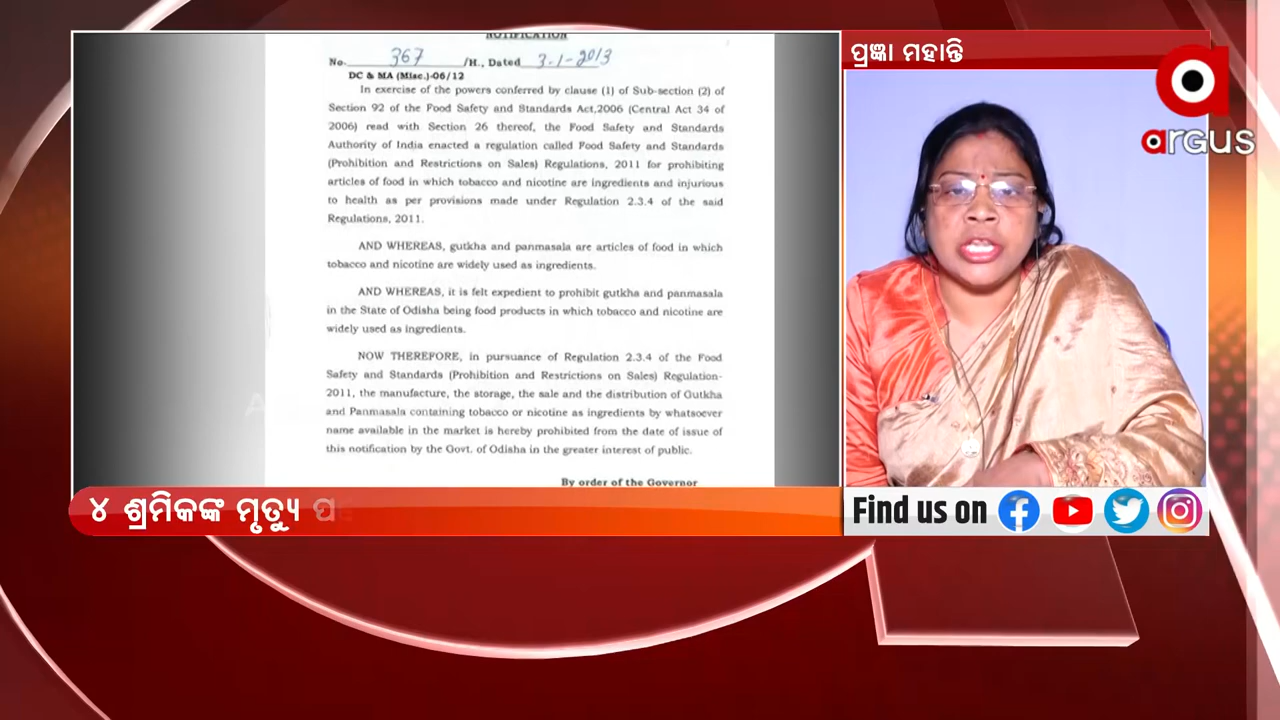 NOTIFICATION
No. 367 /H., Dated 3-1-2013
DC & MA (Misc.)-06/12
In exercise of the powers conferred by clause (1) of Sub-section (2) of
Section 92 of the Food Safety and Standards Act,2006 (Central Act 34 of
2006) read with Section 26 thereof, the Food Safety and Standards
Authority of India enacted a regulation called Food Safety and Standards
(Prohibition and Restrictions on Sales) Regulations, 2011 for prohibiting
articles of food in which tobacco and nicotine are ingredients and injurious
to health as per provisions made under Regulation 2.3.4 of the said
Regulations, 2011.
AND WHEREAS, gutkha and panmasala are articles of food in which
tobacco and nicotine are widely used as ingredients.
AND WHEREAS, it is felt expedient to prohibit gutkha and panmasala
in the State of Odisha being food products in which tobacco and nicotine are
widely used as ingredients.
NOW THEREFORE, in pursuance of Regulation 2.3.4 of the Food
Safety and Standards (Prohibition and Restrictions on Sales) Regulation-
2011, the manufacture, the storage, the sale and the distribution of Gutkha
and Panmasala containing tobacco or nicotine as ingredients by whatsoever
name available in the market is hereby prohibited from the date of issue of
this notification by the Govt. of Odisha in the greater interest of public.
By order of the Governor
ପ୍ରଜ୍ଞା ମହାନ୍ତି
argus
୪ ଶ୍ରମିକଙ୍କ ମୃତ୍ୟୁ
Find us on